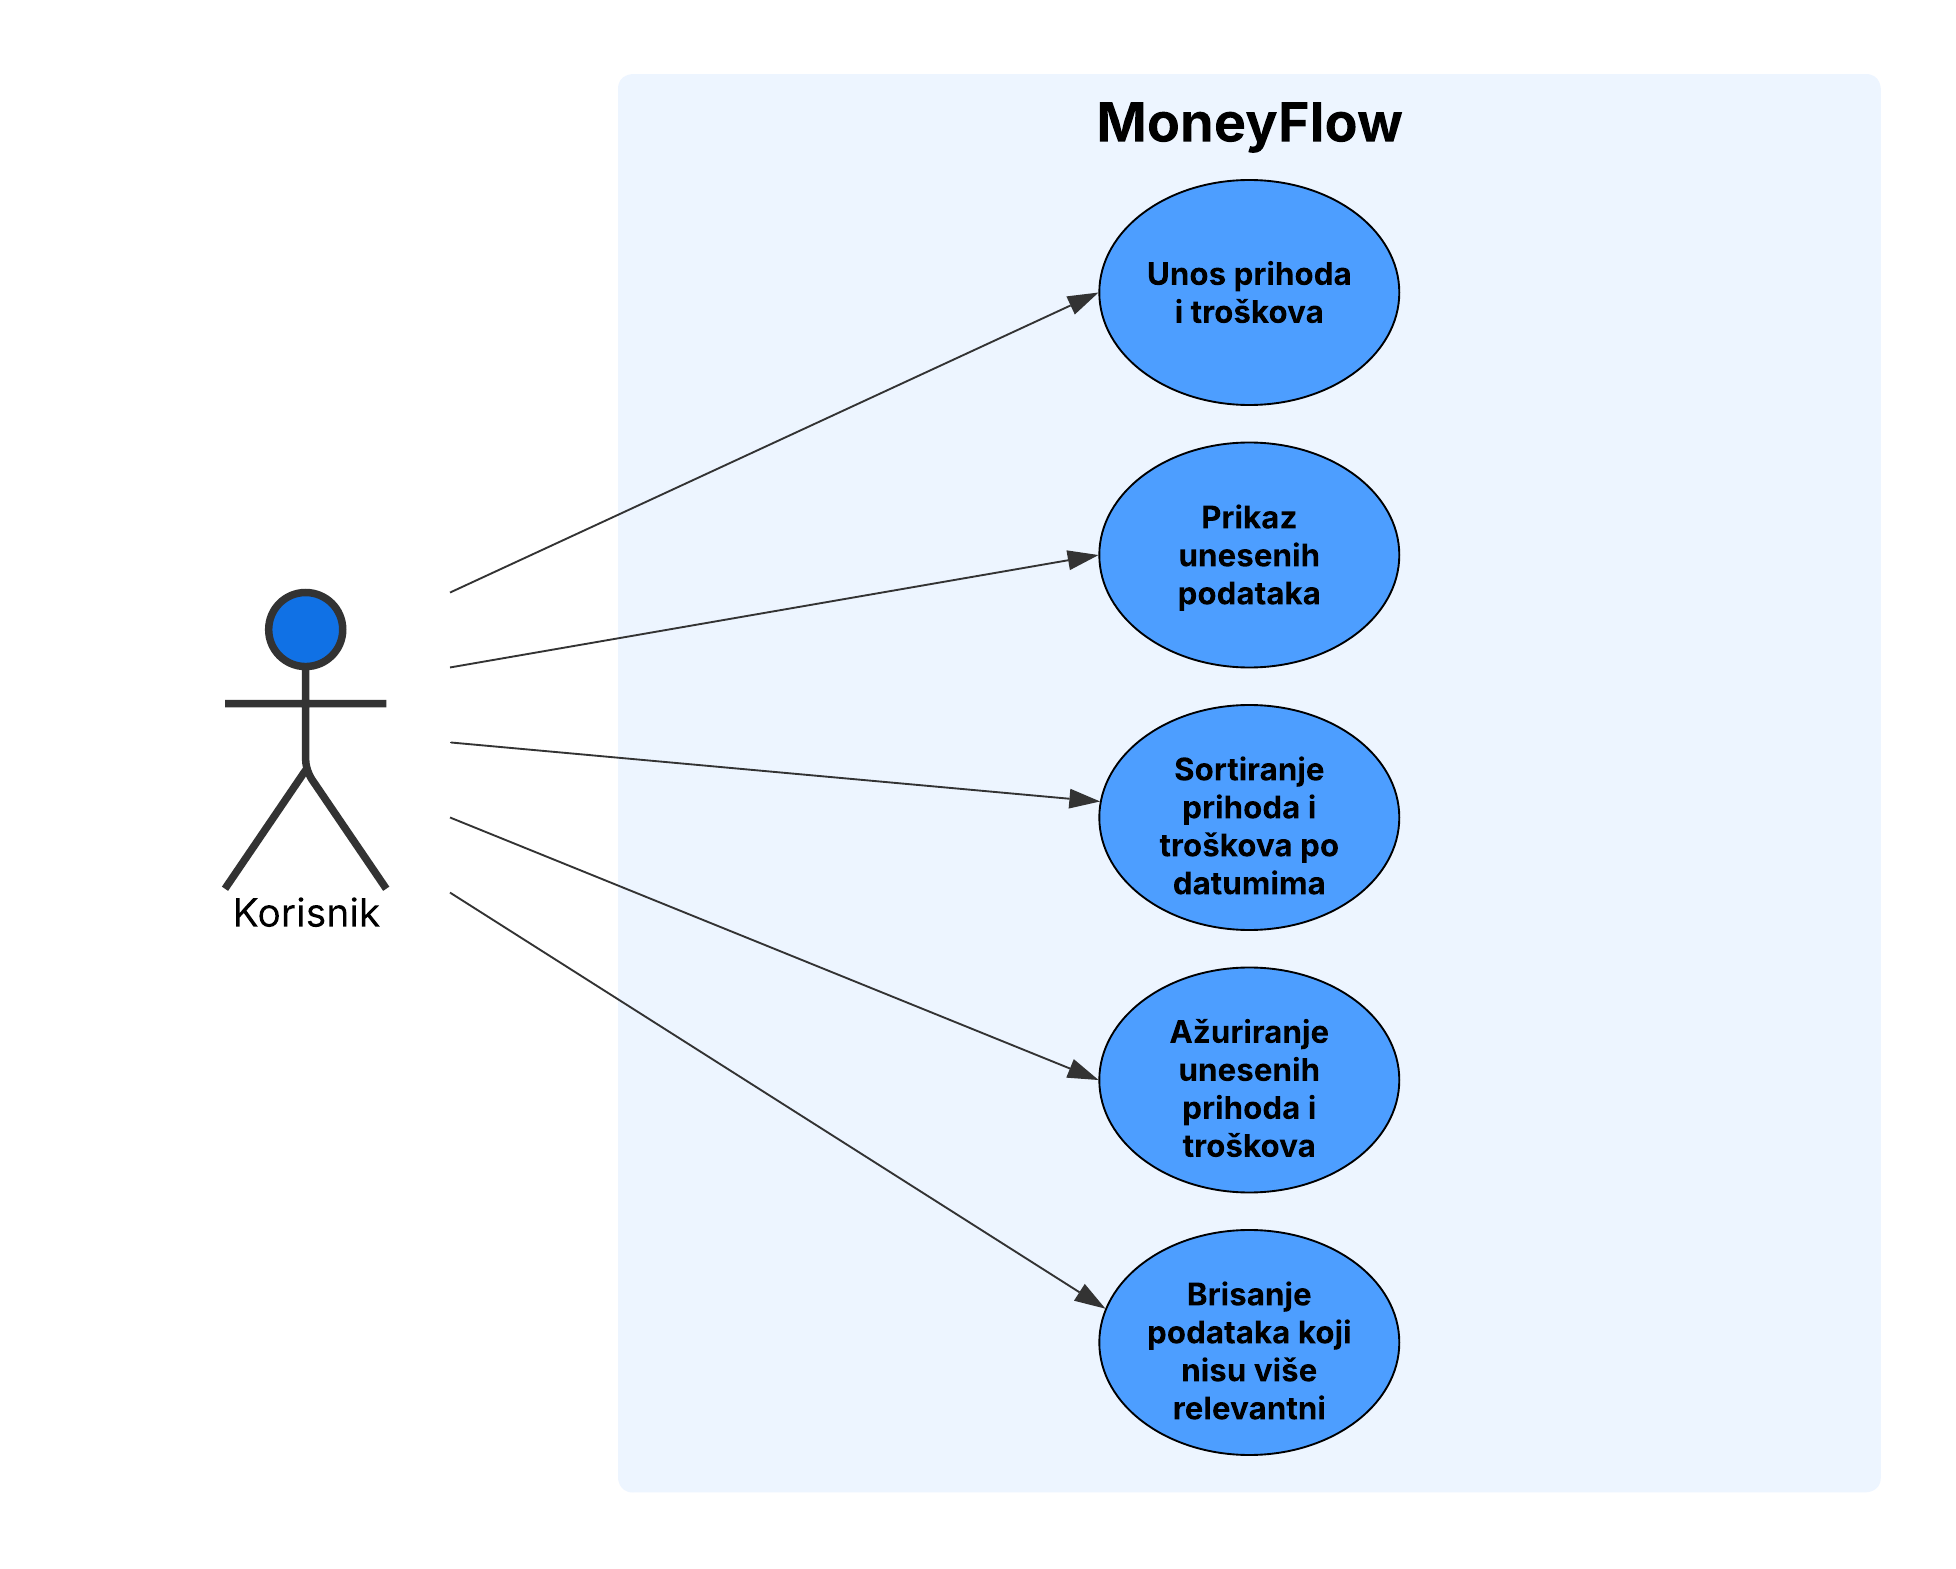 MoneyFlow
Unos prihoda
i troškova
Prikaz
unesenih
podataka
Sortiranje
prihoda i
troškova po
datumima
Korisnik
Ažuriranje
unesenih
prihoda i
troškova
Brisanje
podataka koji
nisu više
relevantni